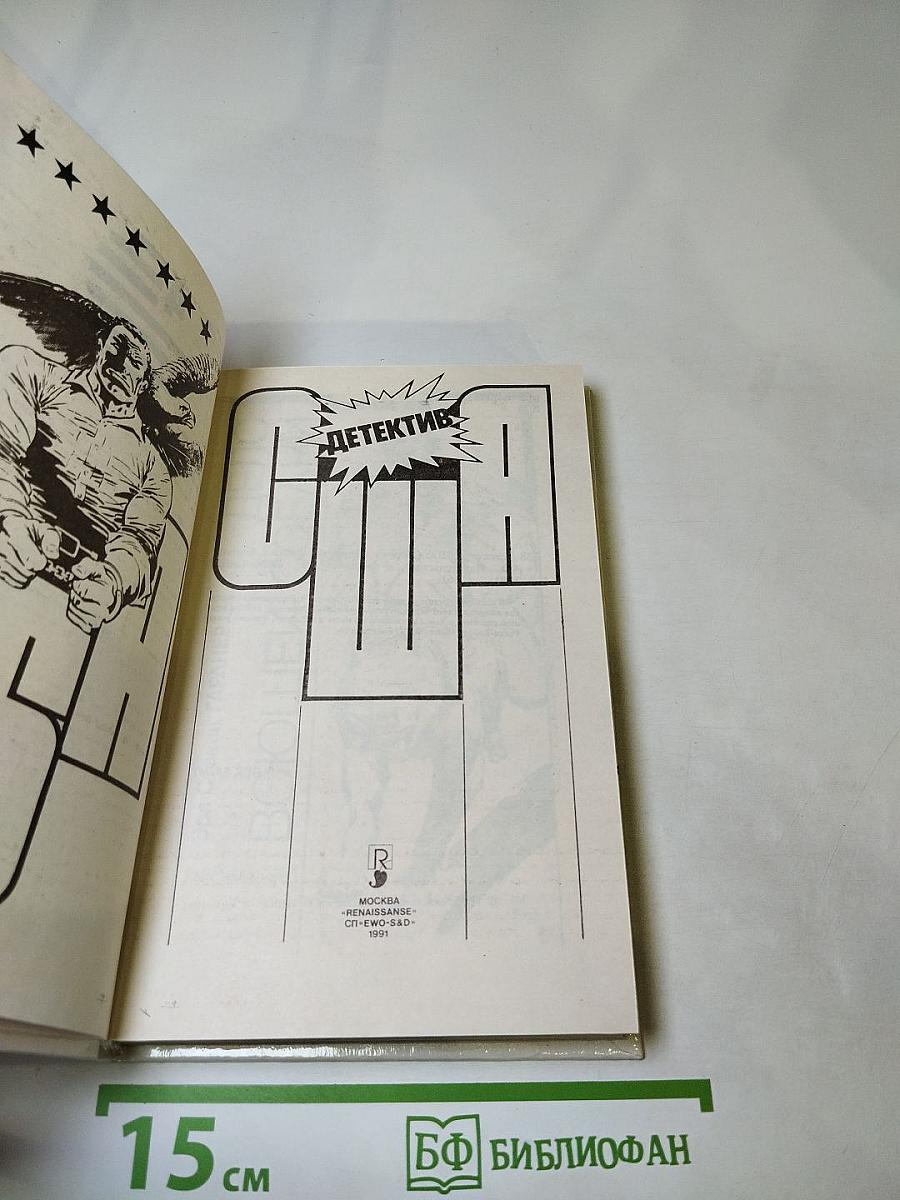 ДЕТЕКТИВ
США
R
МОСКВА
«RENAISSANSE»
СП «EWO-S&D»
1991
15 см
БФ БИБЛИОФАН